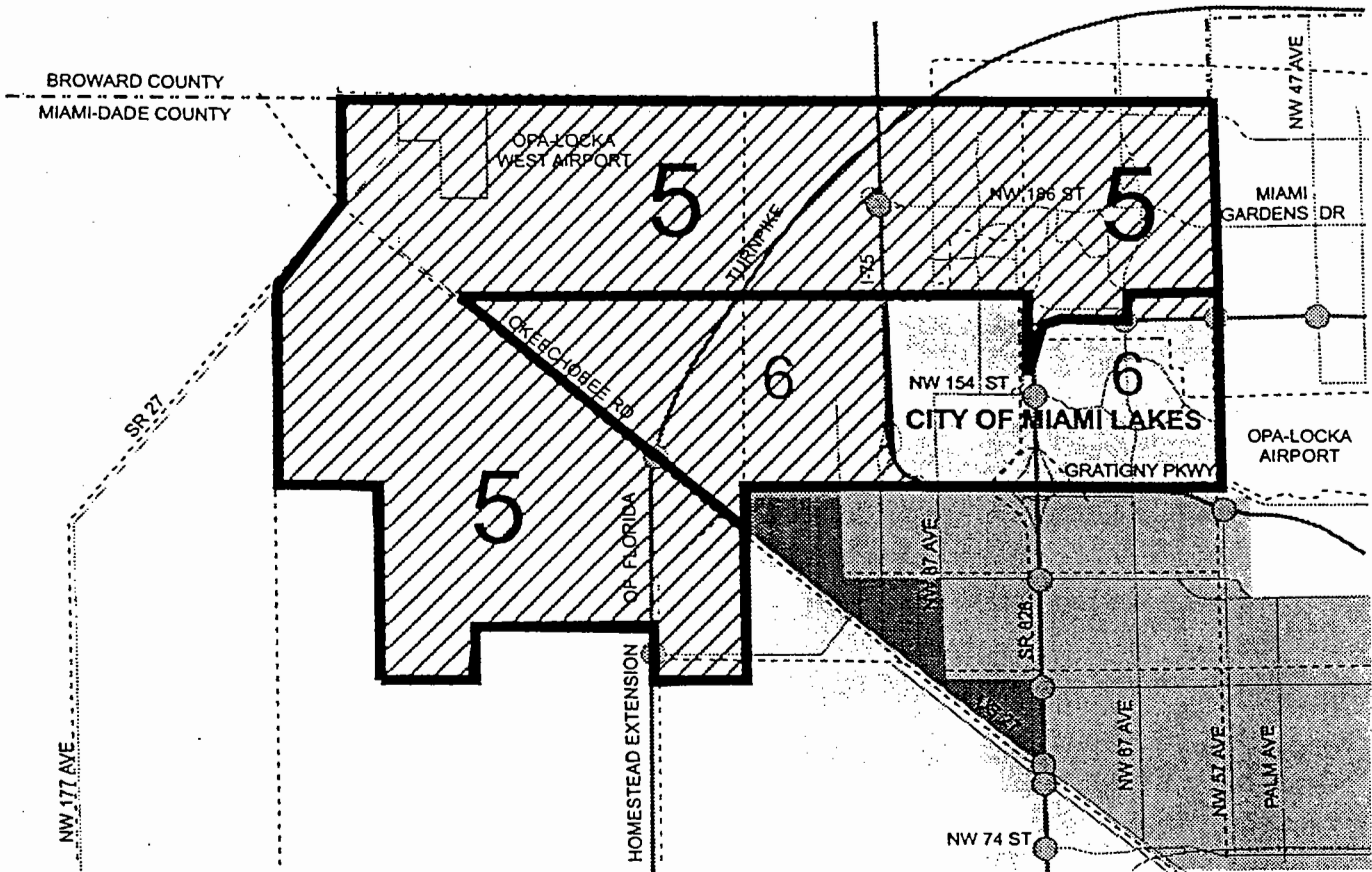 BROWARD COUNTY
MIAMI-DADE COUNTY
NW 47 AVE
OPA-LOCKA
WEST AIRPORT
5
5
NW 186 ST
MIAMI
GARDENS DR
TURNPIKE
I-75
OKEECHOBEE RD
6
6
NW 154 ST
CITY OF MIAMI LAKES
OPA-LOCKA
AIRPORT
GRATIGNY PKWY
SR 27
5
OP FLORIDA
NW 87 AVE
SR 826
HOMESTEAD EXTENSION
NW 177 AVE
US 27
NW 67 AVE
NW 57 AVE
PALM AVE
NW 74 ST